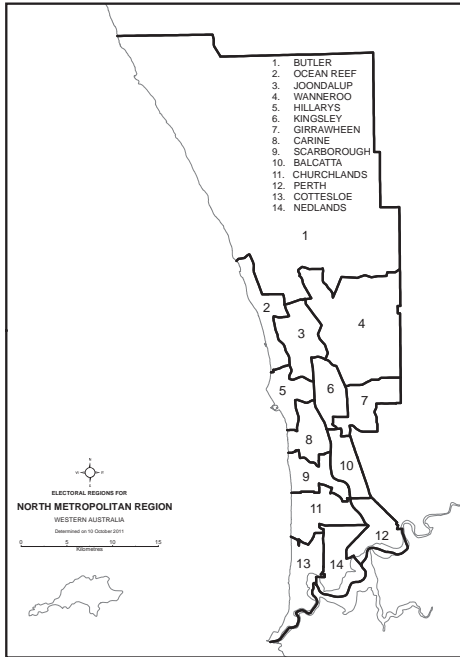 1. BUTLER
2. OCEAN REEF
3. JOONDALUP
4. WANNEROO
5. HILLARYS
6. KINGSLEY
7. GIRRAWHEEN
8. CARINE
9. SCARBOROUGH
10. BALCATTA
11. CHURCHLANDS
12. PERTH
13. COTTESLOE
14. NEDLANDS
1
2
3
4
5
6
7
8
9
10
11
12
13
14
N
W E
S
ELECTORAL REGIONS FOR
NORTH METROPOLITAN REGION
WESTERN AUSTRALIA
Determined on 10 October 2011
0 5 10 15
Kilometres